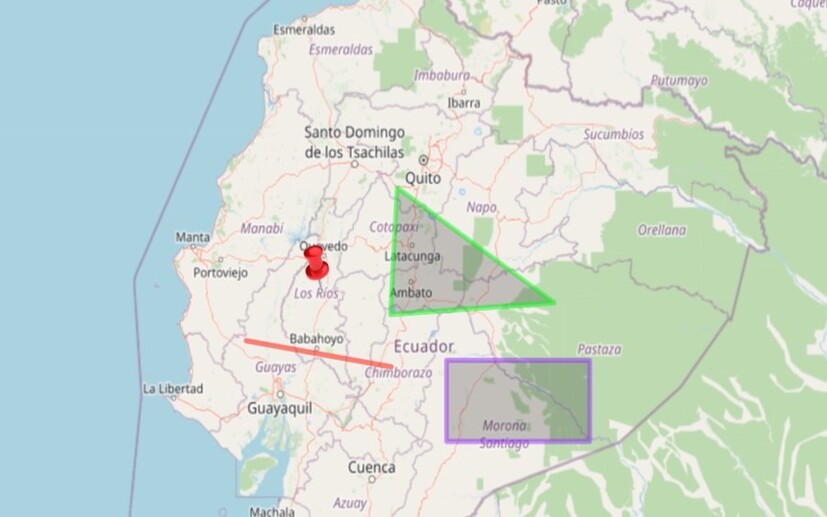 Pasto
Caque
Esmeraldas
Esmeraldas
Imbabura
Putumayo
Ibarra
Santo Domingo
de los Tsachilas
Sucumbíos
Quito
Napo
Manabí
Cotopaxi
Orellana
Manta
Quevedo
Latacunga
Portoviejo
Los Ríos
Ambato
Babahoyo
Ecuador
Pastaza
Guayas
Chimborazo
La Libertad
Guayaquil
Morona
Santiago
Cuenca
Azuay
Machala